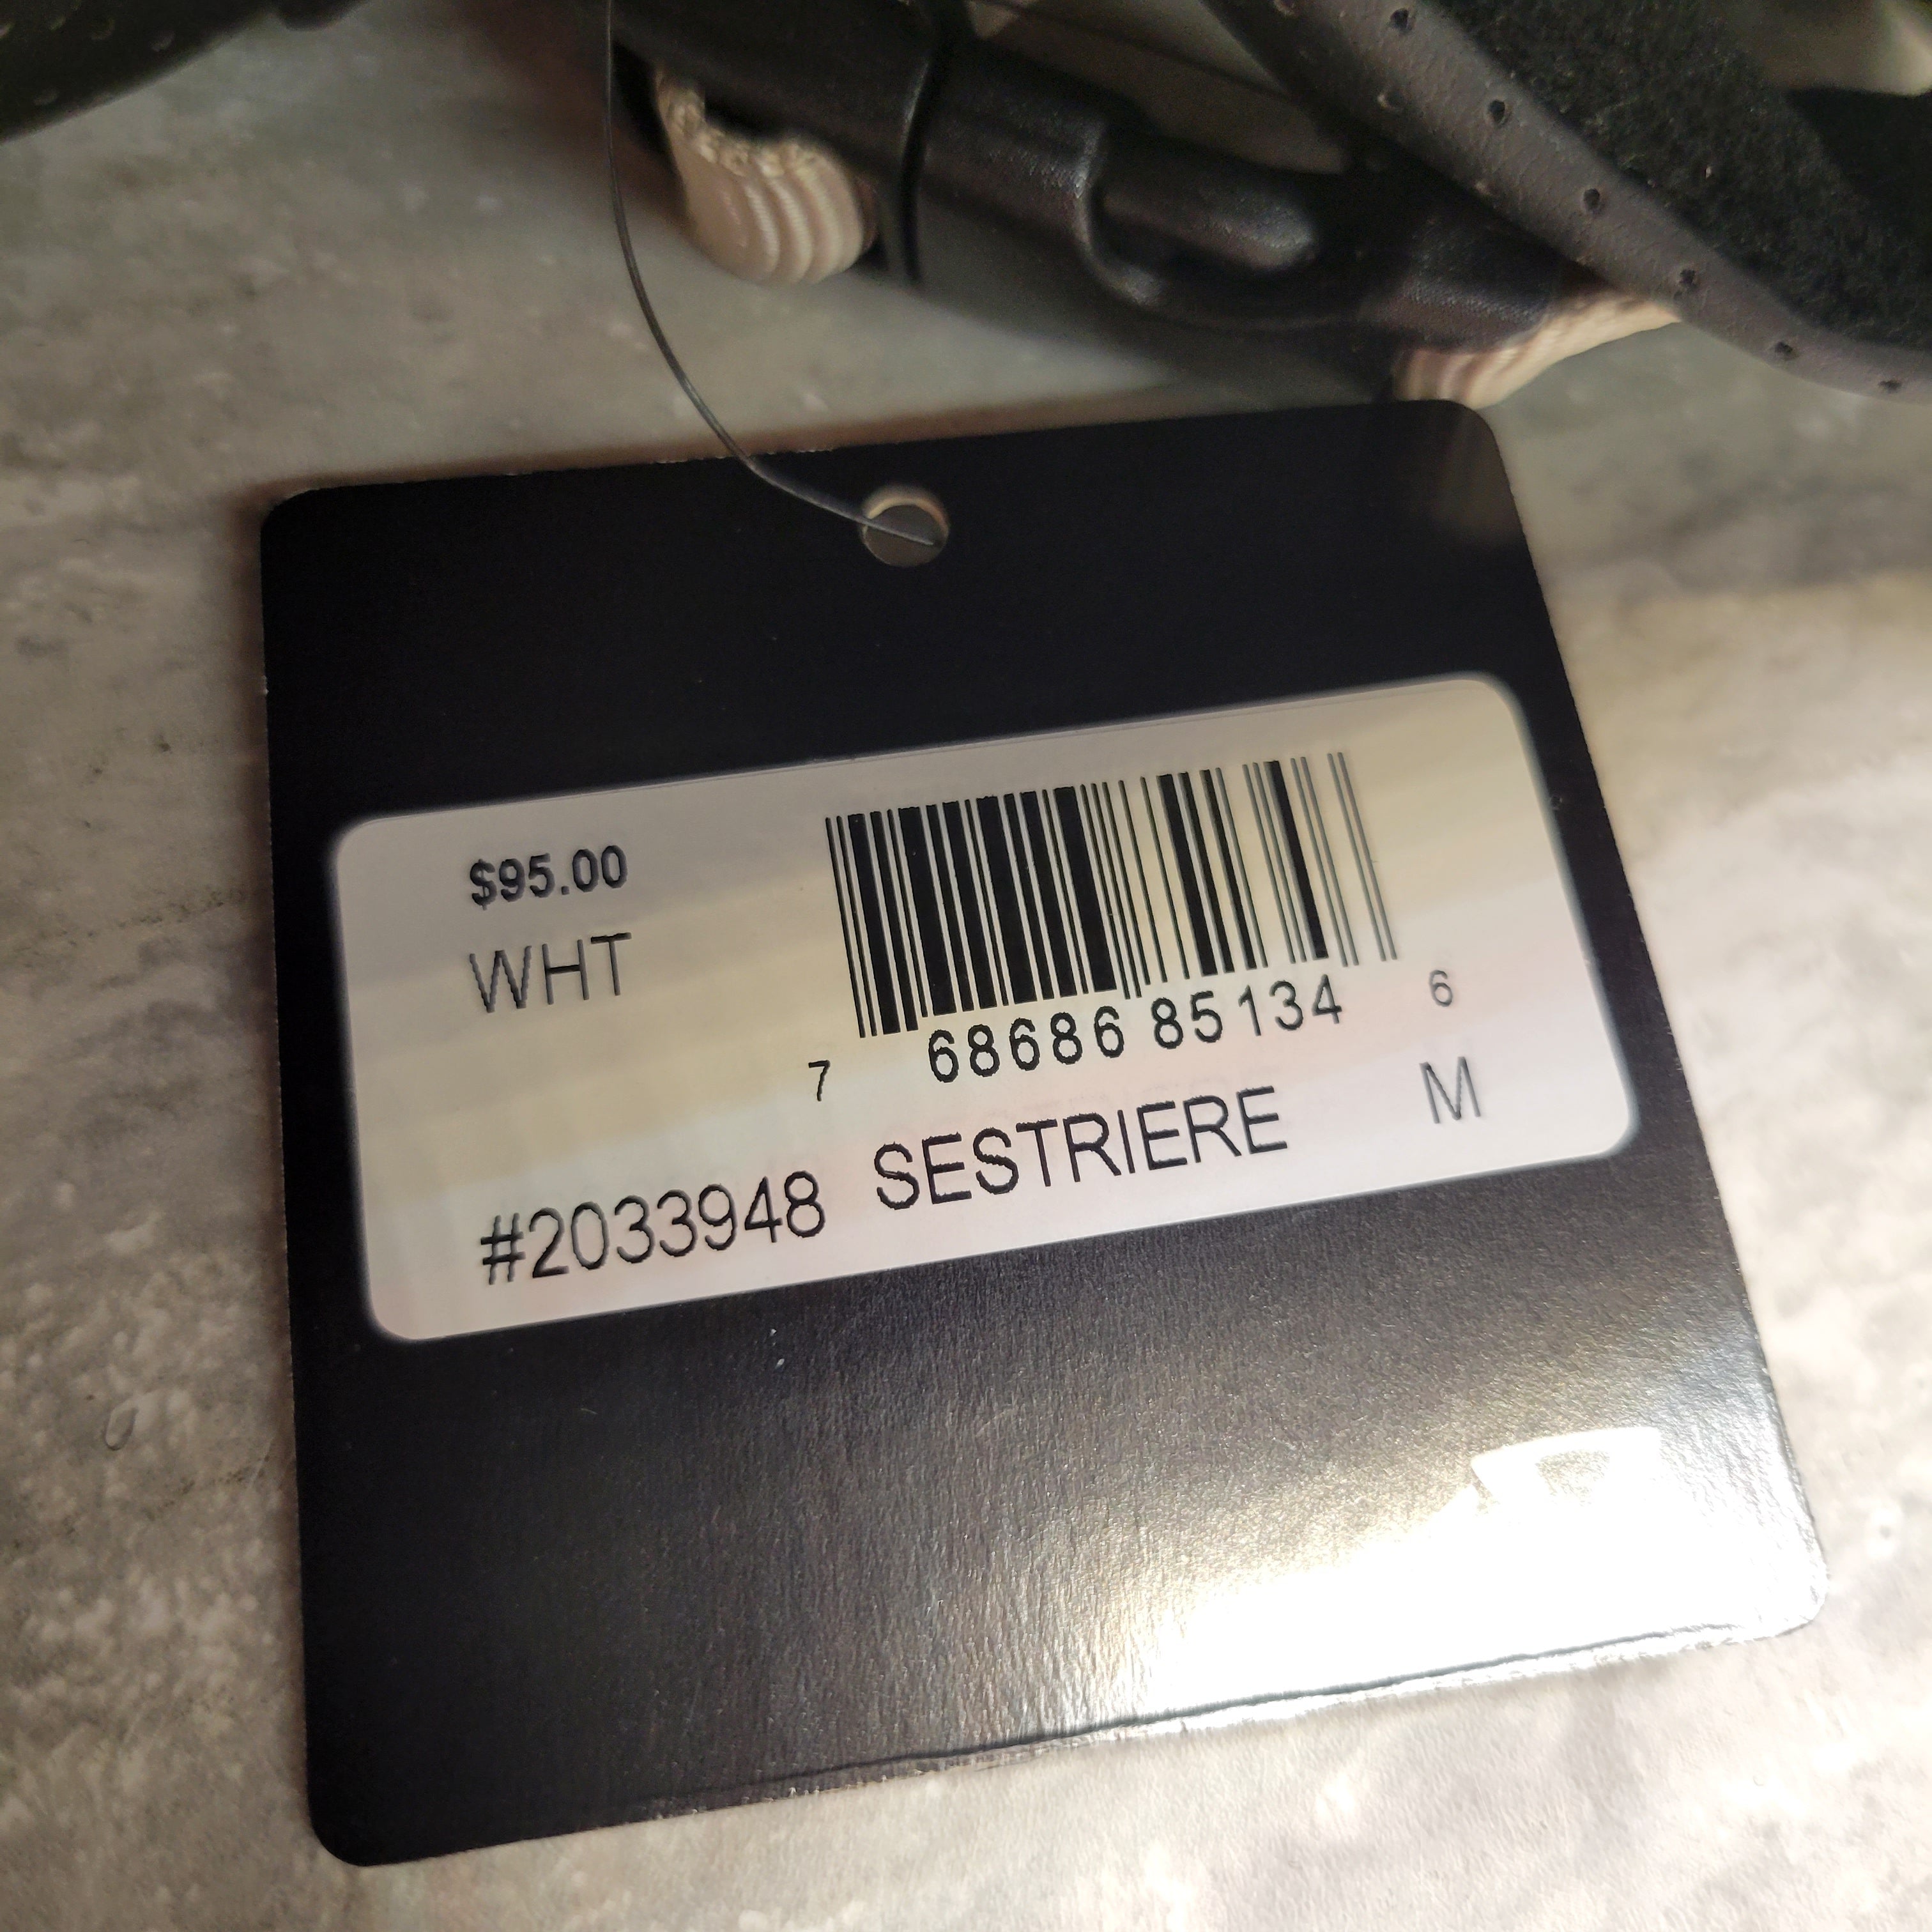 $95.00
WHT
7 68686 85134 6
#2033948 SESTRIERE M